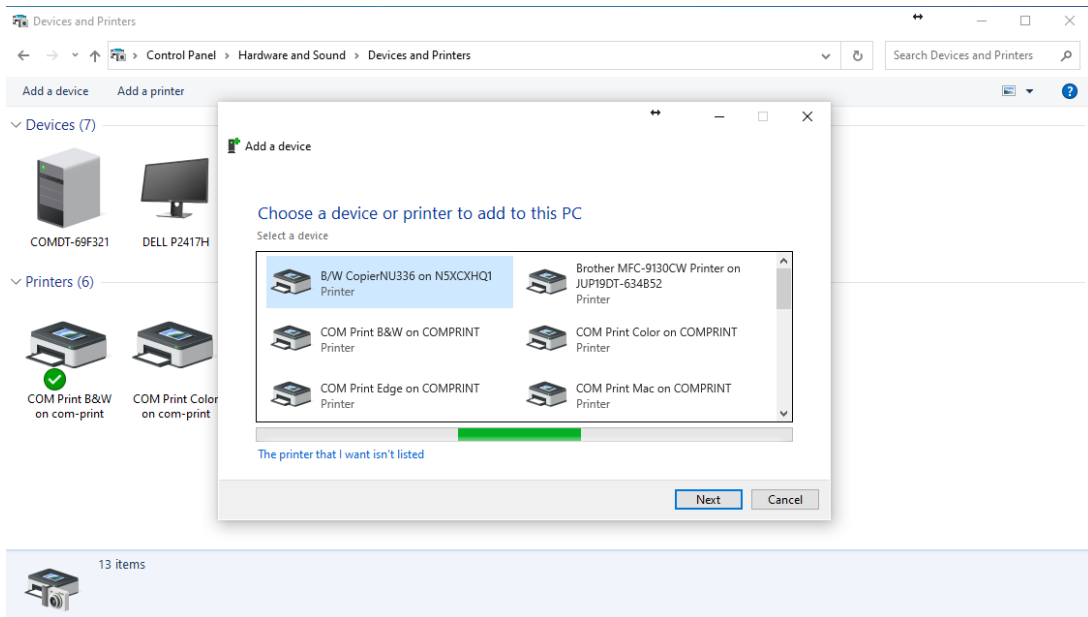 Devices and Printers
Control Panel > Hardware and Sound > Devices and Printers
Search Devices and Printers
Add a device Add a printer
Devices (7)
COMDT-69F321
DELL P2417H
Printers (6)
COM Print B&W
on com-print
COM Print Color
on com-print
Add a device
Choose a device or printer to add to this PC
Select a device
B/W CopierNU336 on N5XCXHQ1
Printer
Brother MFC-9130CW Printer on
JUP19DT-634B52
Printer
COM Print B&W on COMPRINT
Printer
COM Print Color on COMPRINT
Printer
COM Print Edge on COMPRINT
Printer
COM Print Mac on COMPRINT
Printer
The printer that I want isn't listed
Next Cancel
13 items